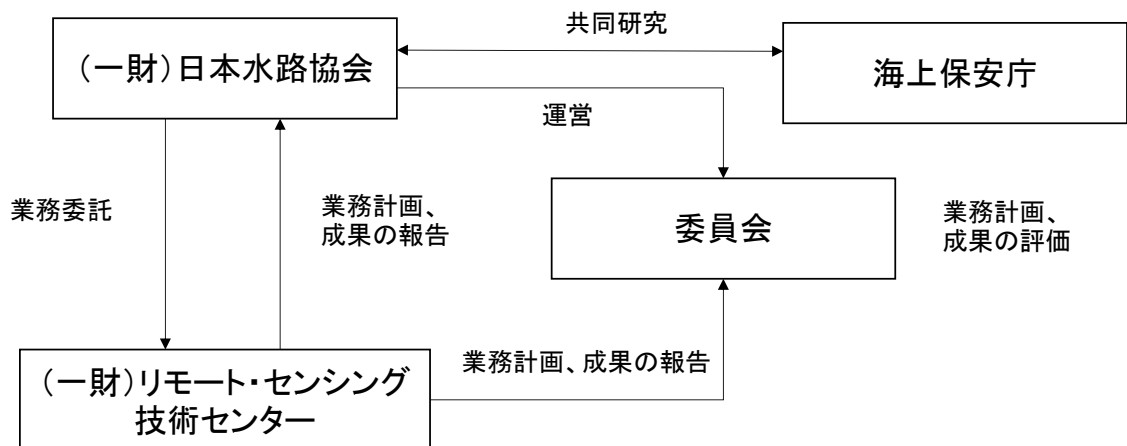 共同研究
(一財)日本水路協会
海上保安庁
運営
業務委託
業務計画、
成果の報告
委員会
業務計画、
成果の評価
業務計画、成果の報告
(一財)リモート・センシング
技術センター